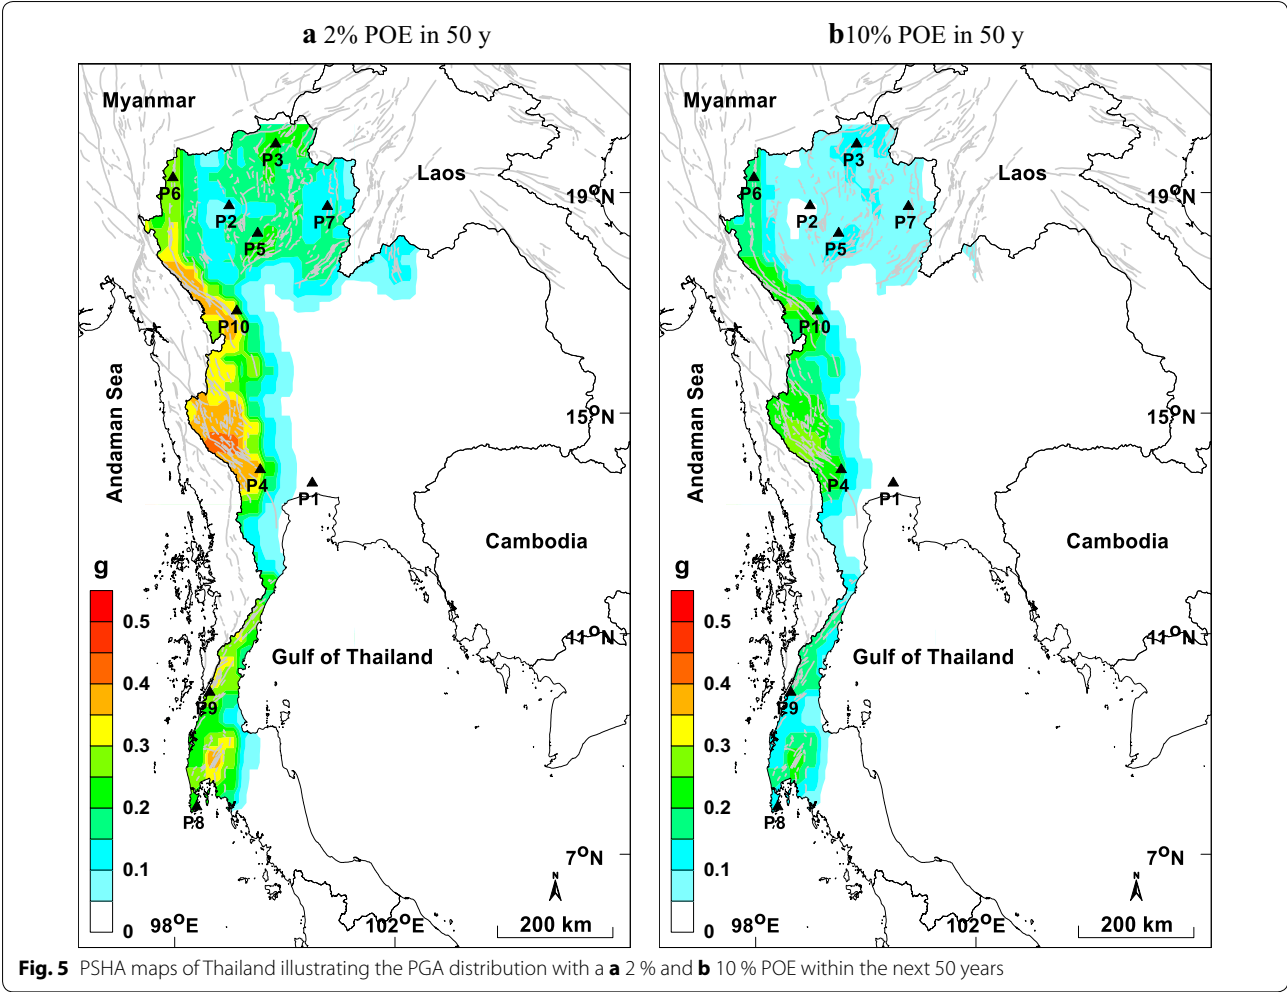 a 2% POE in 50 y
Myanmar
Laos
P3
P6
P2
P7
P5
P10
P4
P1
P9
P8
19°N
15°N
11°N
7°N
Andaman Sea
Cambodia
Gulf of Thailand
g
0.5
0.4
0.3
0.2
0.1
0
98°E
102°E
N
200 km
b10% POE in 50 y
Myanmar
Laos
P3
P6
P2
P7
P5
P10
P4
P1
P9
P8
19°N
15°N
11°N
7°N
Andaman Sea
Cambodia
Gulf of Thailand
g
0.5
0.4
0.3
0.2
0.1
0
98°E
102°E
N
200 km
Fig. 5 PSHA maps of Thailand illustrating the PGA distribution with a a 2 % and b 10 % POE within the next 50 years